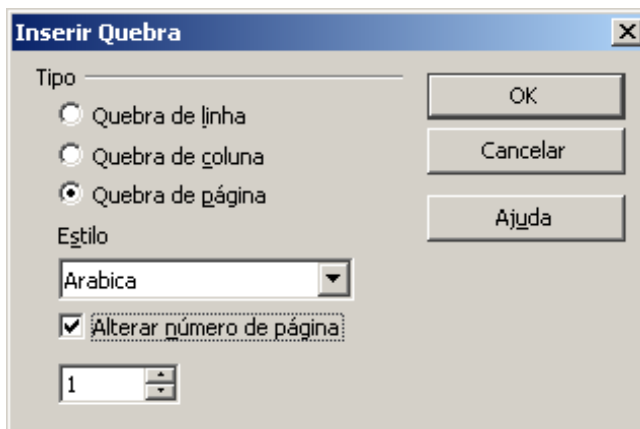 Inserir Quebra
Tipo
Quebra de linha
Quebra de coluna
Quebra de página
Estilo
Arabica
Alterar número de página
1
OK
Cancelar
Ajuda